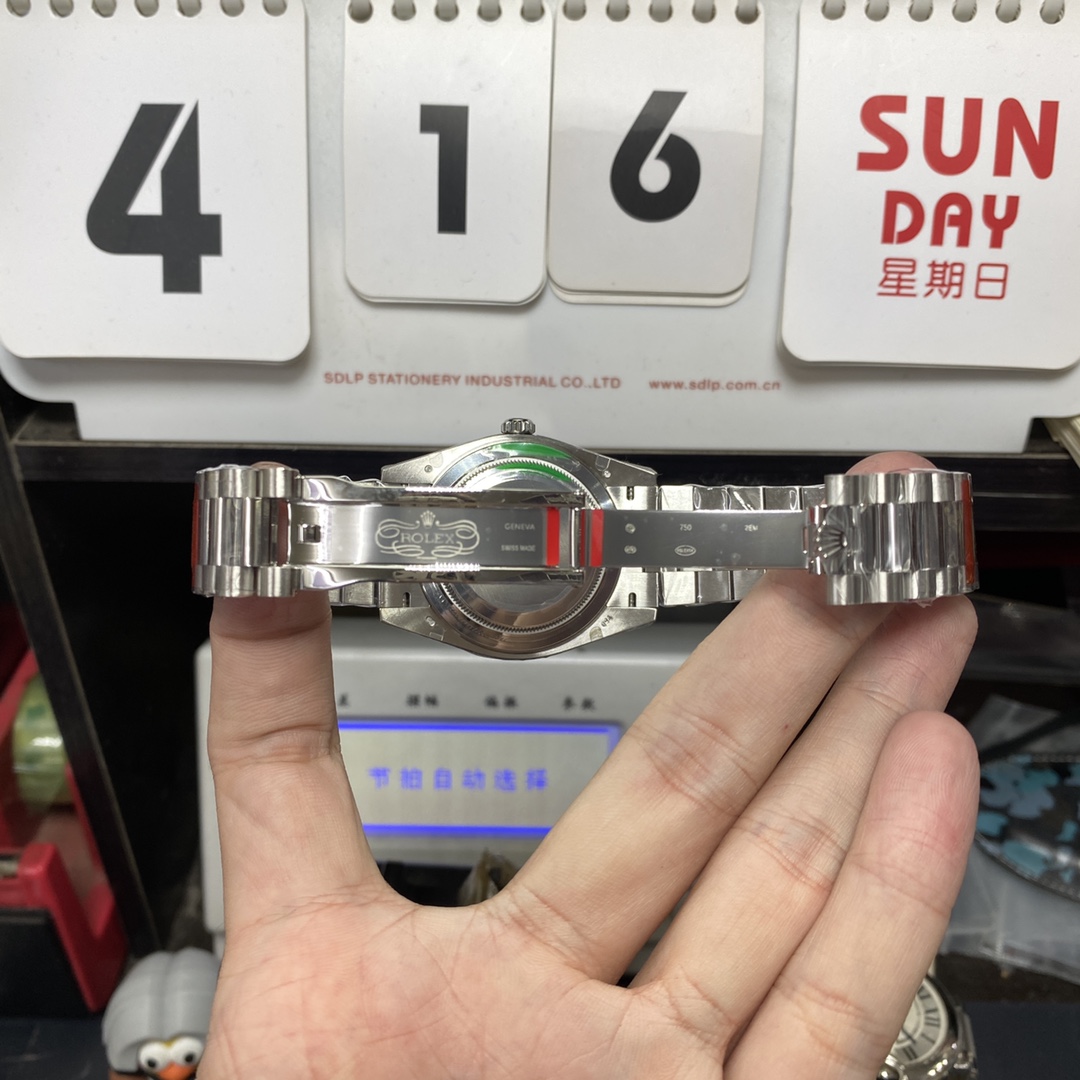 4
1
6
SUN
DAY
星期日
SDLP STATIONERY INDUSTRIAL CO.,LTD www.sdlp.com.cn
ROLEX
GENEVA
SWISS MADE
750
2EM
节拍自动选择